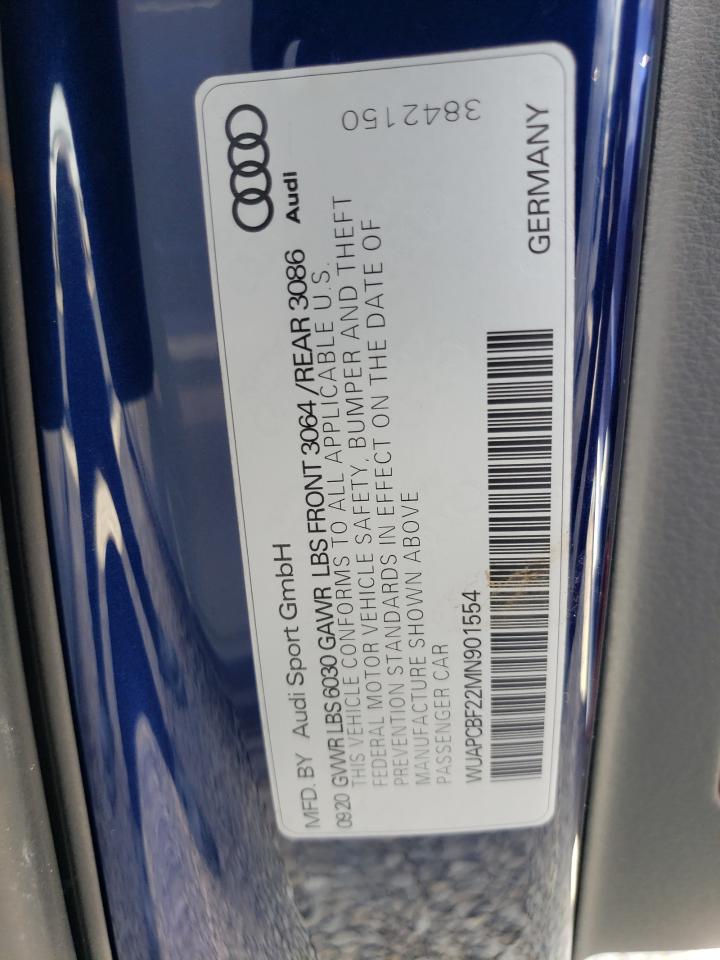 MFD. BY Audi Sport GmbH
Audi
0920 GVWR LBS 6030 GAWR LBS FRONT 3064 / REAR 3086
THIS VEHICLE CONFORMS TO ALL APPLICABLE U.S.
FEDERAL MOTOR VEHICLE SAFETY, BUMPER AND THEFT
PREVENTION STANDARDS IN EFFECT ON THE DATE OF
MANUFACTURE SHOWN ABOVE
PASSENGER CAR
3842150
WUAPCBF22MN901554
GERMANY